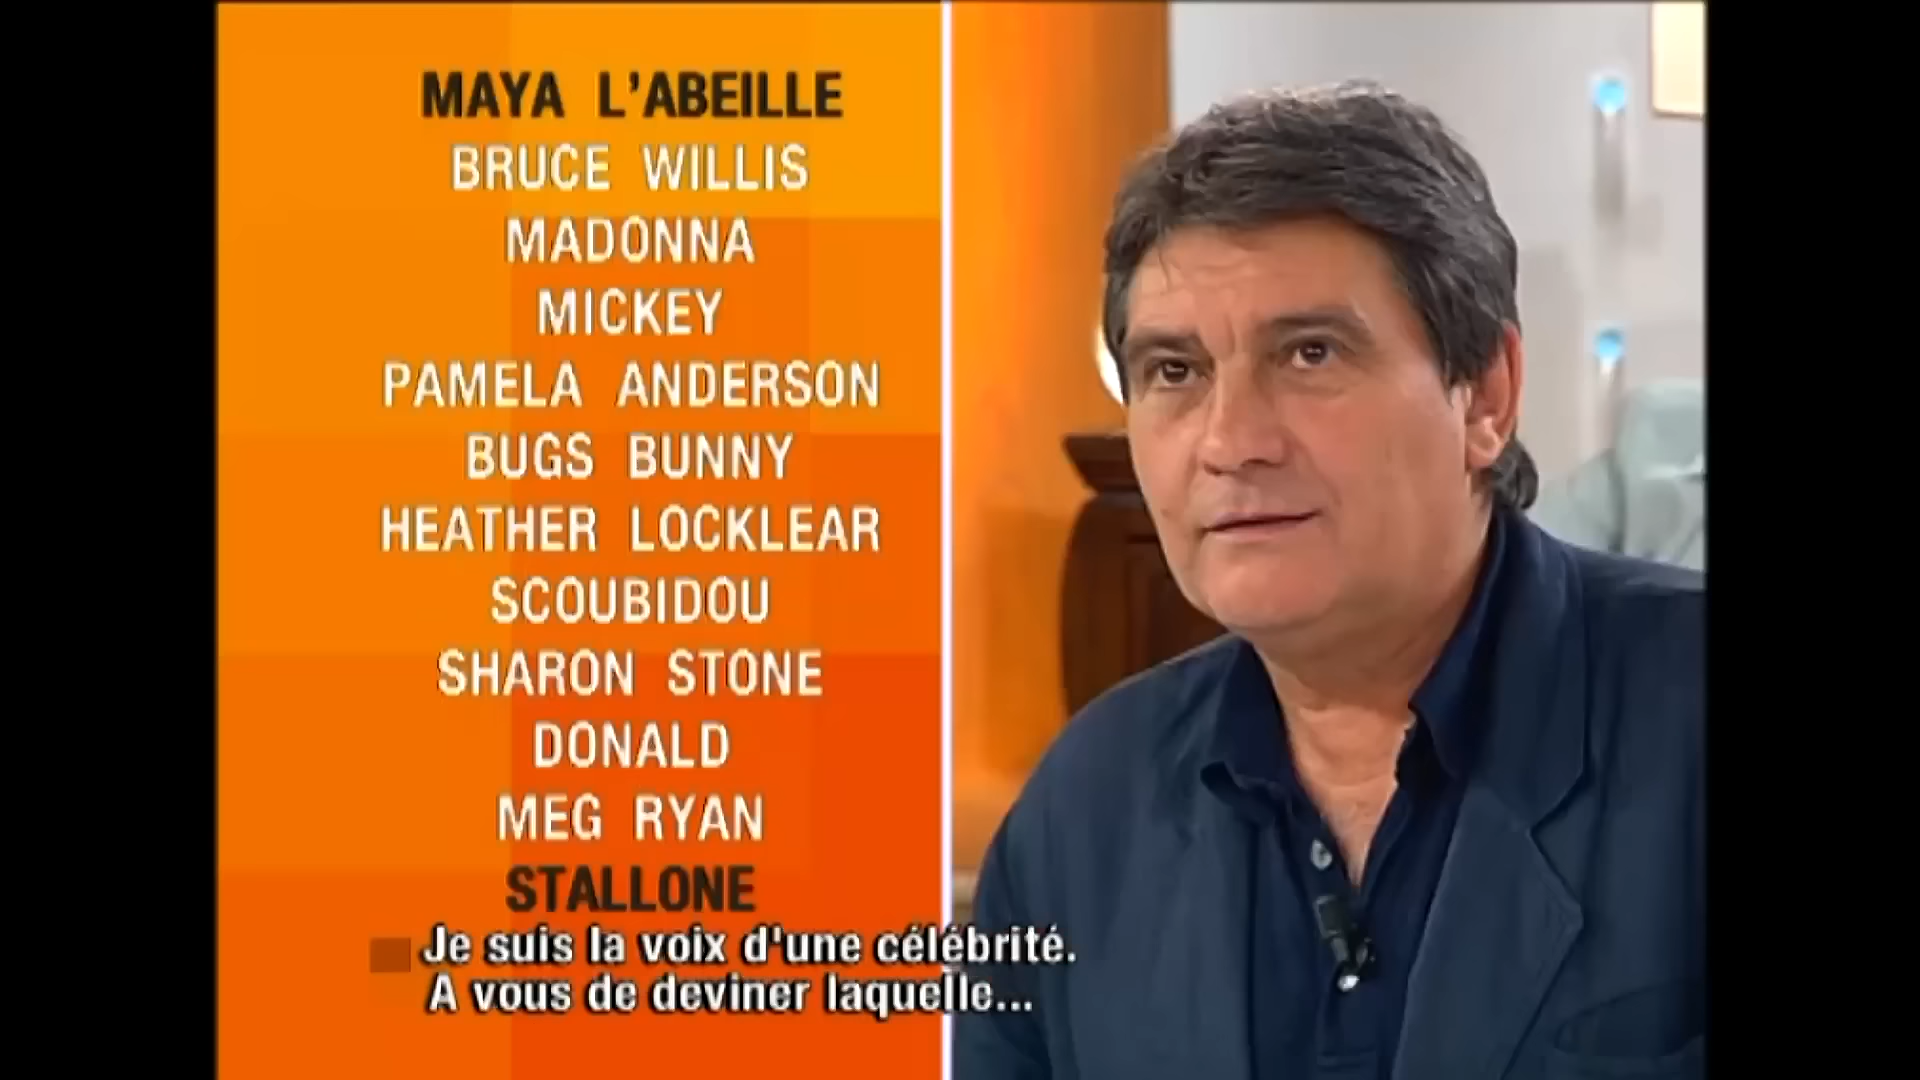 MAYA L'ABEILLE
BRUCE WILLIS
MADONNA
MICKEY
PAMELA ANDERSON
BUGS BUNNY
HEATHER LOCKLEAR
SCOUBIDOU
SHARON STONE
DONALD
MEG RYAN
STALLONE
Je suis la voix d'une célébrité.
A vous de deviner laquelle...